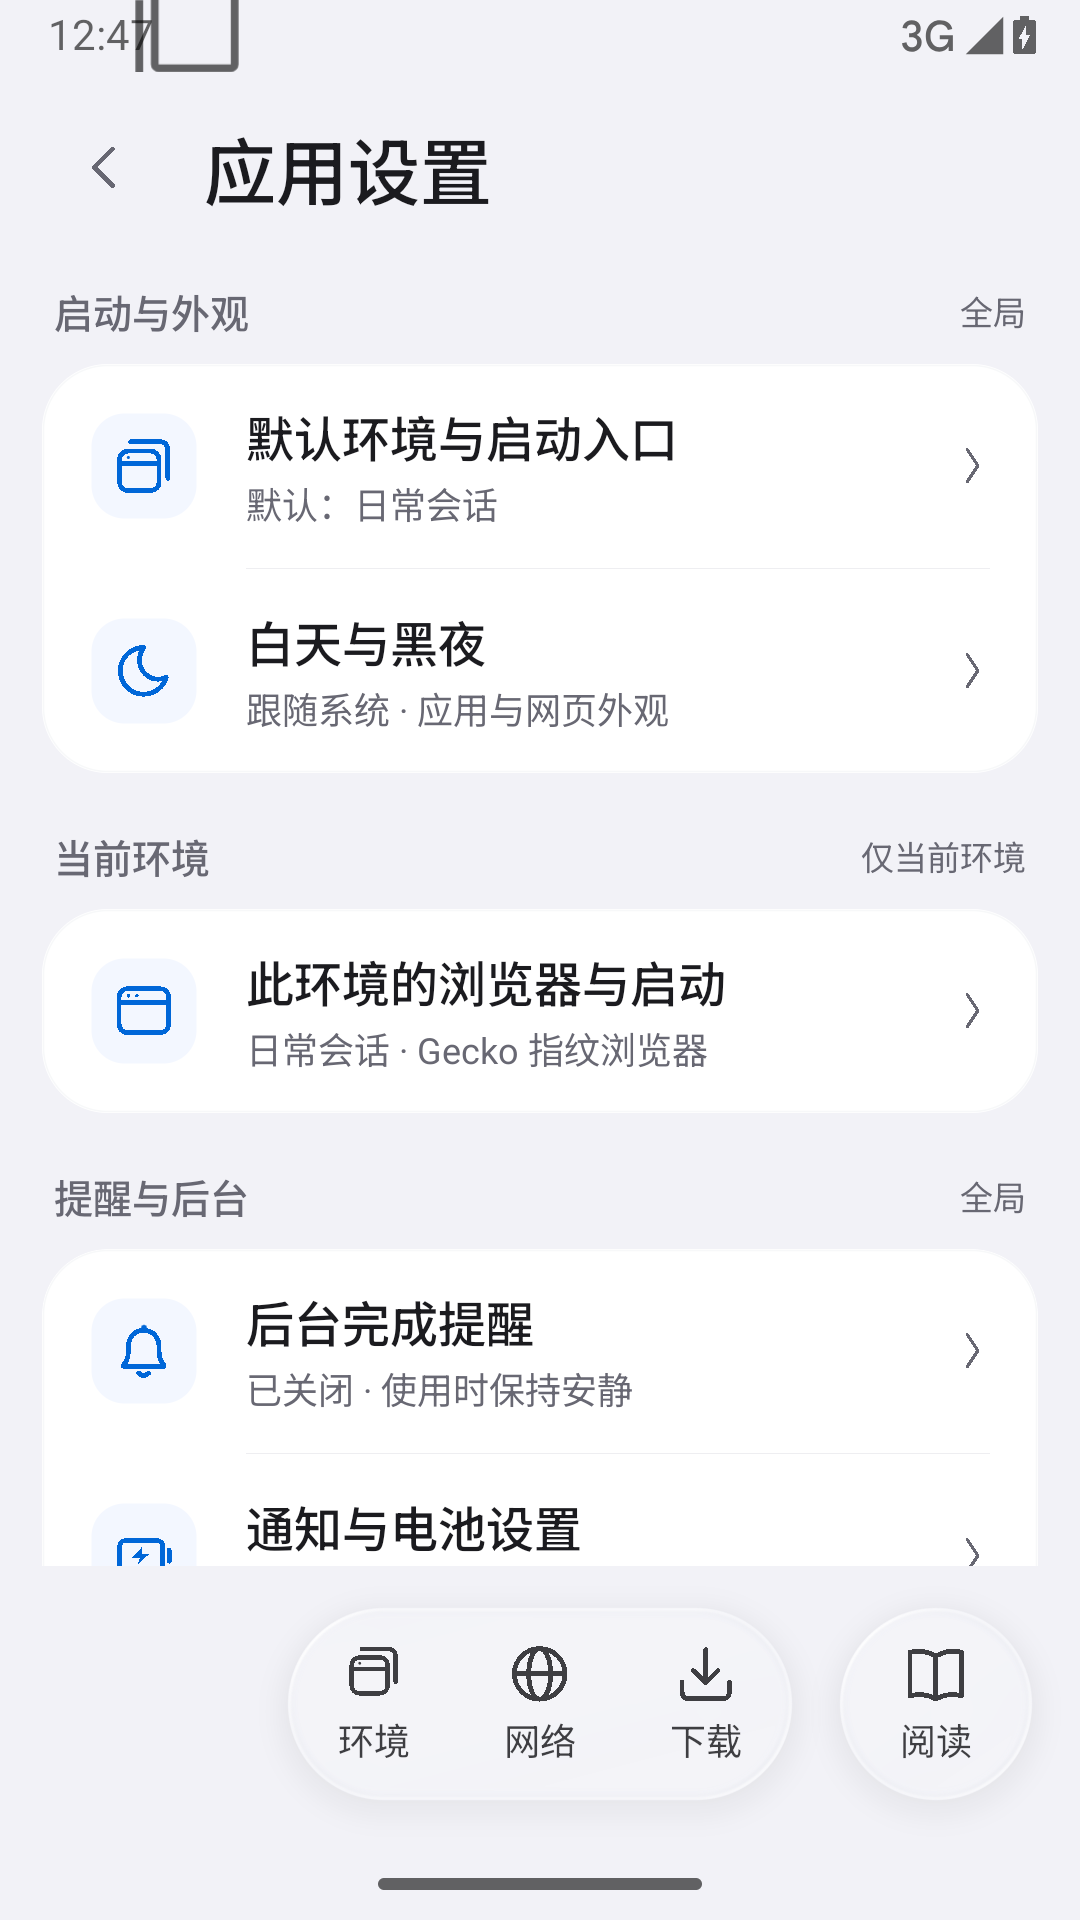 12:47
3G
应用设置
启动与外观
全局
默认环境与启动入口
默认：日常会话
白天与黑夜
跟随系统 · 应用与网页外观
当前环境
仅当前环境
此环境的浏览器与启动
日常会话 · Gecko 指纹浏览器
提醒与后台
全局
后台完成提醒
已关闭 · 使用时保持安静
通知与电池设置
环境
网络
下载
阅读